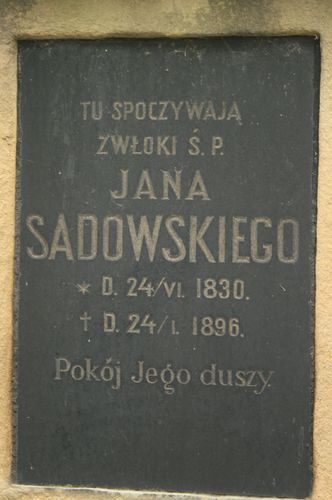 TU SPOCZYWAJĄ
ZWŁOKI Ś.P.
JANA
SADOWSKIEGO
* D. 24/VI. 1830.
† D. 24/I. 1896.
Pokój Jego duszy.